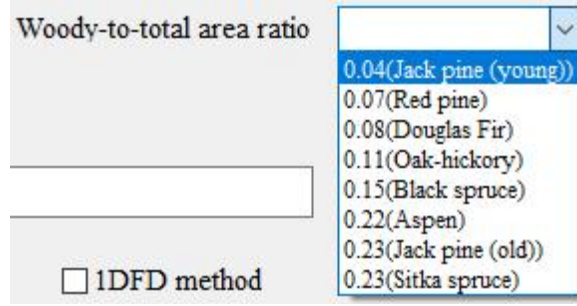 Woody-to-total area ratio
0.04(Jack pine (young))
0.07(Red pine)
0.08(Douglas Fir)
0.11(Oak-hickory)
0.15(Black spruce)
0.22(Aspen)
0.23(Jack pine (old))
0.23(Sitka spruce)
1DFD method